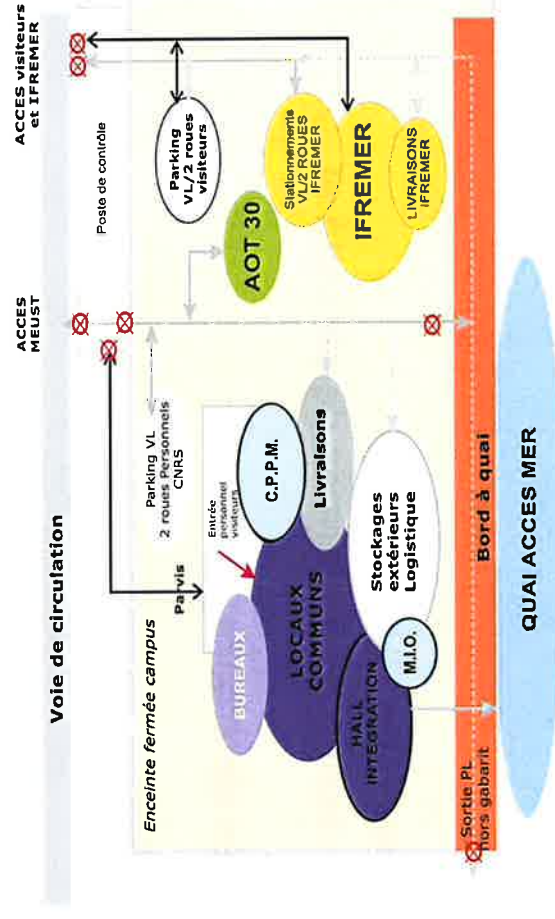 Voie de circulation
ACCES
MEUST
ACCES visiteurs
et IFREMER
Poste de contrôle
Enceinte fermée campus
Parvis
Parking VL
2 roues Personnels
CNRS
Entrée
personnel
visiteurs
Parking
VL/2 roues
visiteurs
AOT 30
Stationnements
VL/2 ROUES
IFREMER
IFREMER
LIVRAISONS
IFREMER
BUREAUX
C.P.P.M.
LOCAUX
COMMUNS
Livraisons
HALL
INTEGRATION
M.I.O.
Stockages
extérieurs
Logistique
Sortie PL
hors gabarit
Bord à quai
QUAI ACCES MER